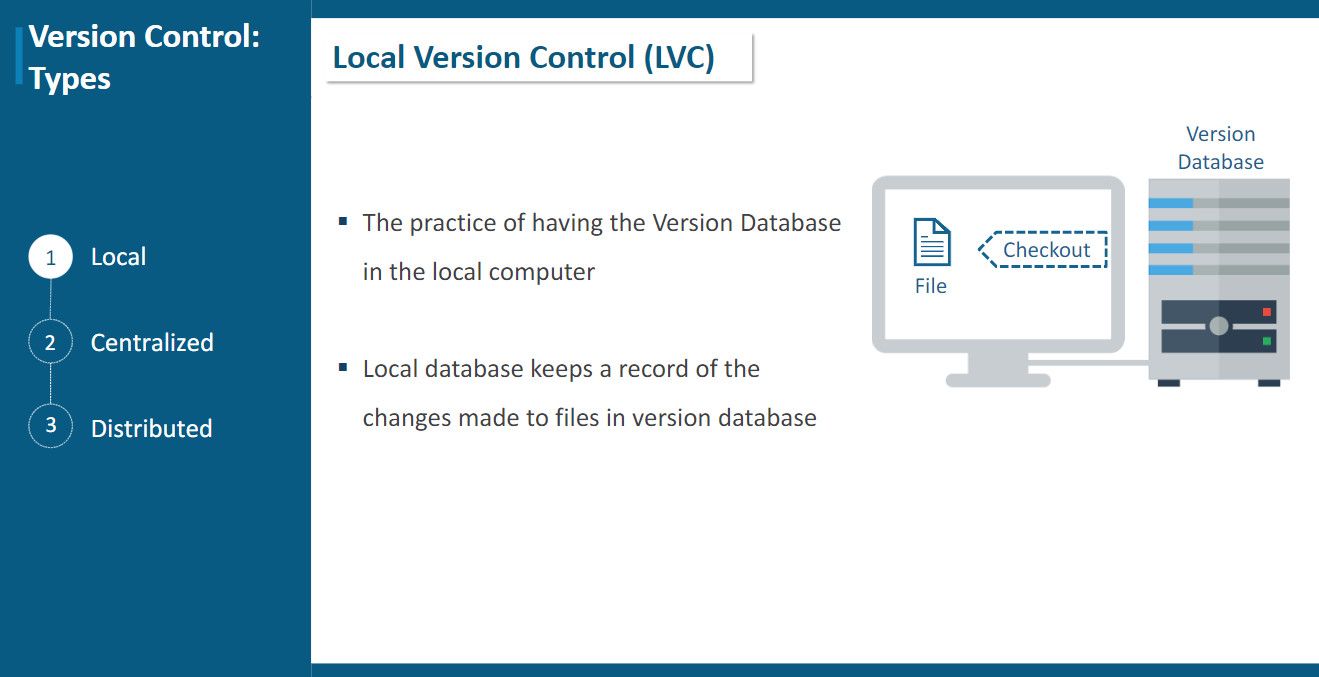 Version Control:
Types
1 Local
2 Centralized
3 Distributed
Local Version Control (LVC)
▪ The practice of having the Version Database
in the local computer
▪ Local database keeps a record of the
changes made to files in version database
Version
Database
File
Checkout